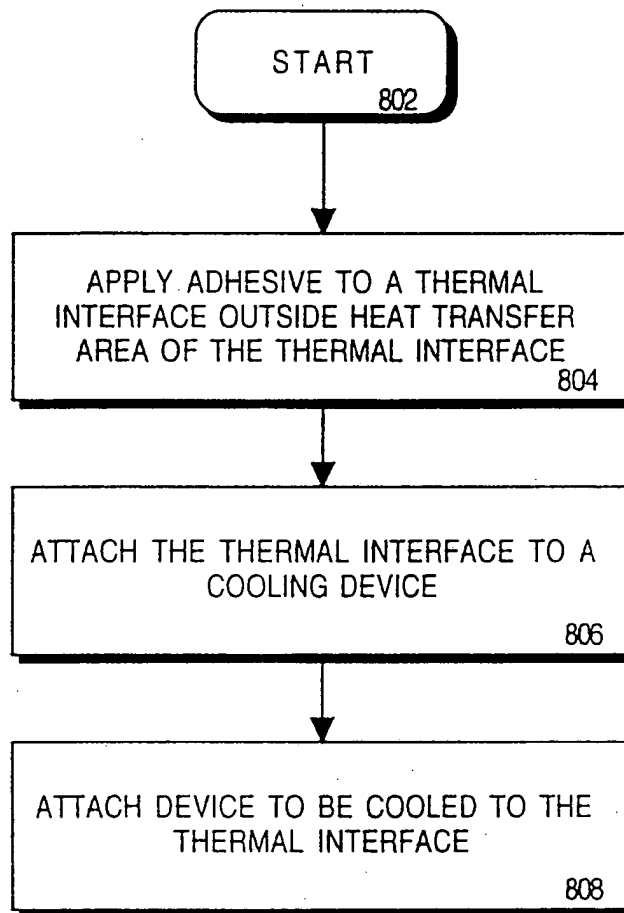 START
802
APPLY ADHESIVE TO A THERMAL
INTERFACE OUTSIDE HEAT TRANSFER
AREA OF THE THERMAL INTERFACE
804
ATTACH THE THERMAL INTERFACE TO A
COOLING DEVICE
806
ATTACH DEVICE TO BE COOLED TO THE
THERMAL INTERFACE
808